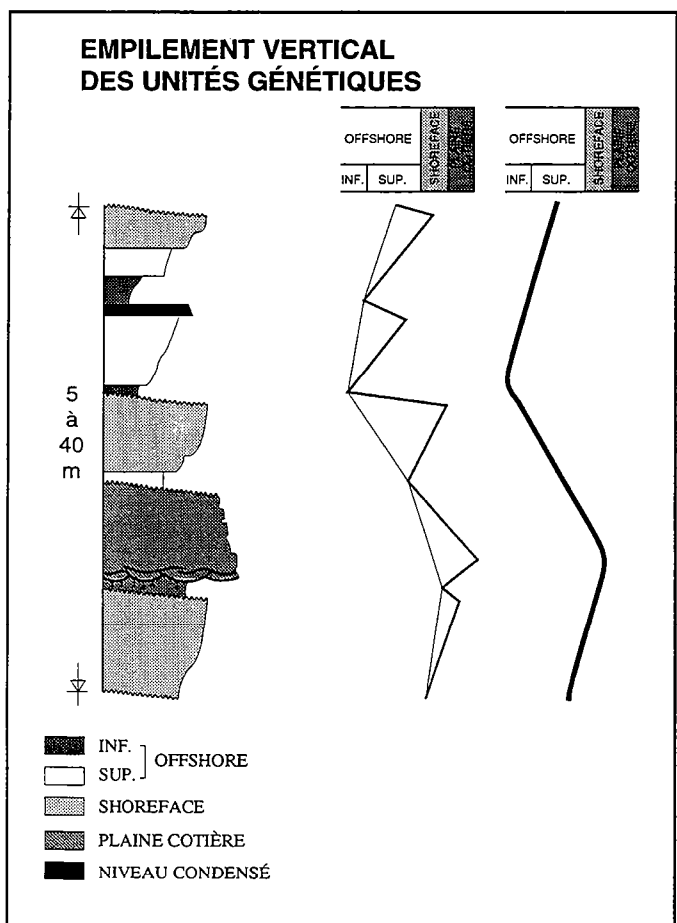 EMPILEMENT VERTICAL
DES UNITÉS GÉNÉTIQUES
OFFSHORE
SHOREFACE
PLAINE
COTIÈRE
INF.
SUP.
OFFSHORE
SHOREFACE
PLAINE
COTIÈRE
INF.
SUP.
5
à
40
m
INF.
SUP.
OFFSHORE
SHOREFACE
PLAINE COTIÈRE
NIVEAU CONDENSÉ